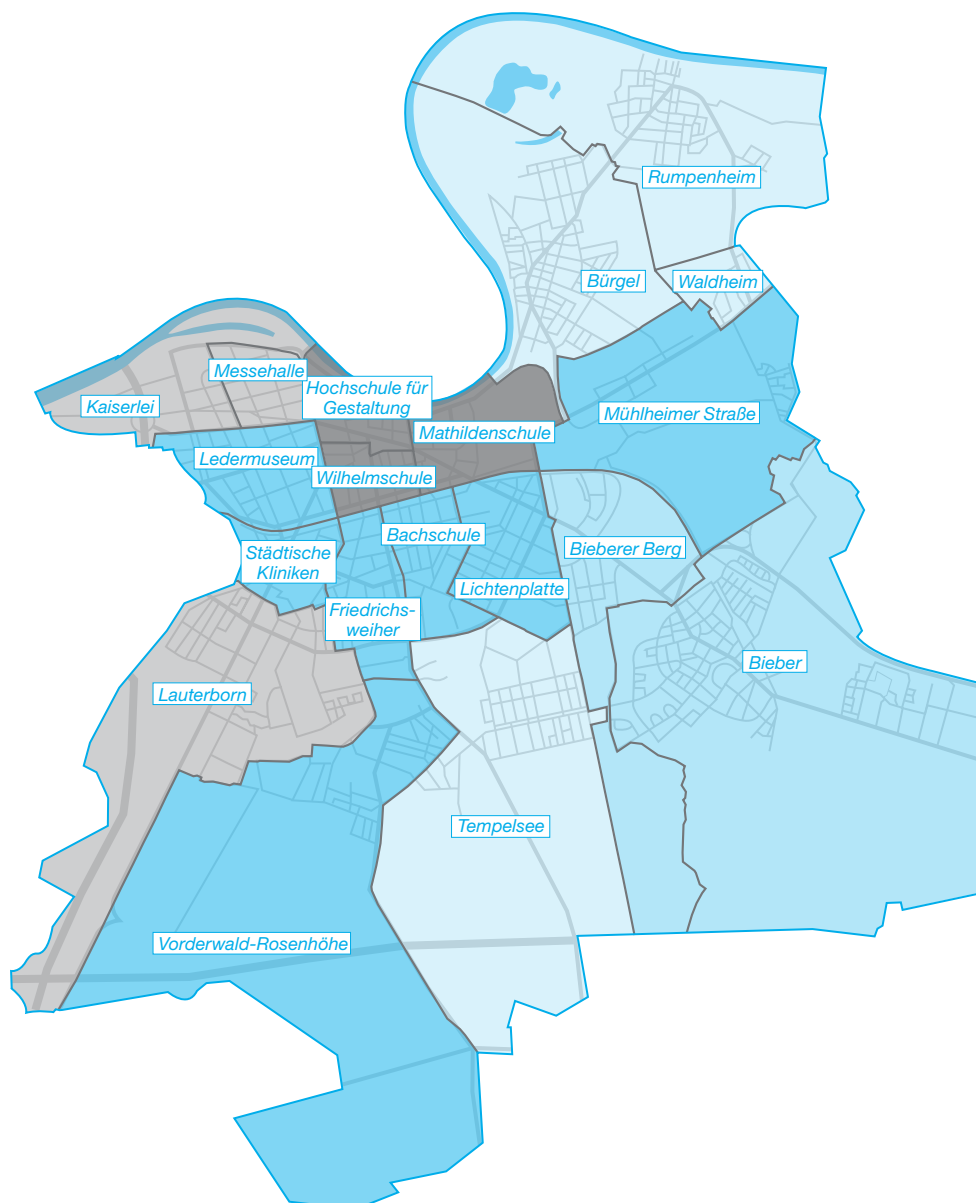 Rumpenheim
Bürgel
Waldheim
Messehalle
Kaiserlei
Hochschule für
Gestaltung
Mathildenschule
Mühlheimer Straße
Ledermuseum
Wilhelmschule
Bachschule
Städtische
Kliniken
Bieberer Berg
Lichtenplatte
Friedrichs-
weiher
Bieber
Lauterborn
Tempelsee
Vorderwald-Rosenhöhe